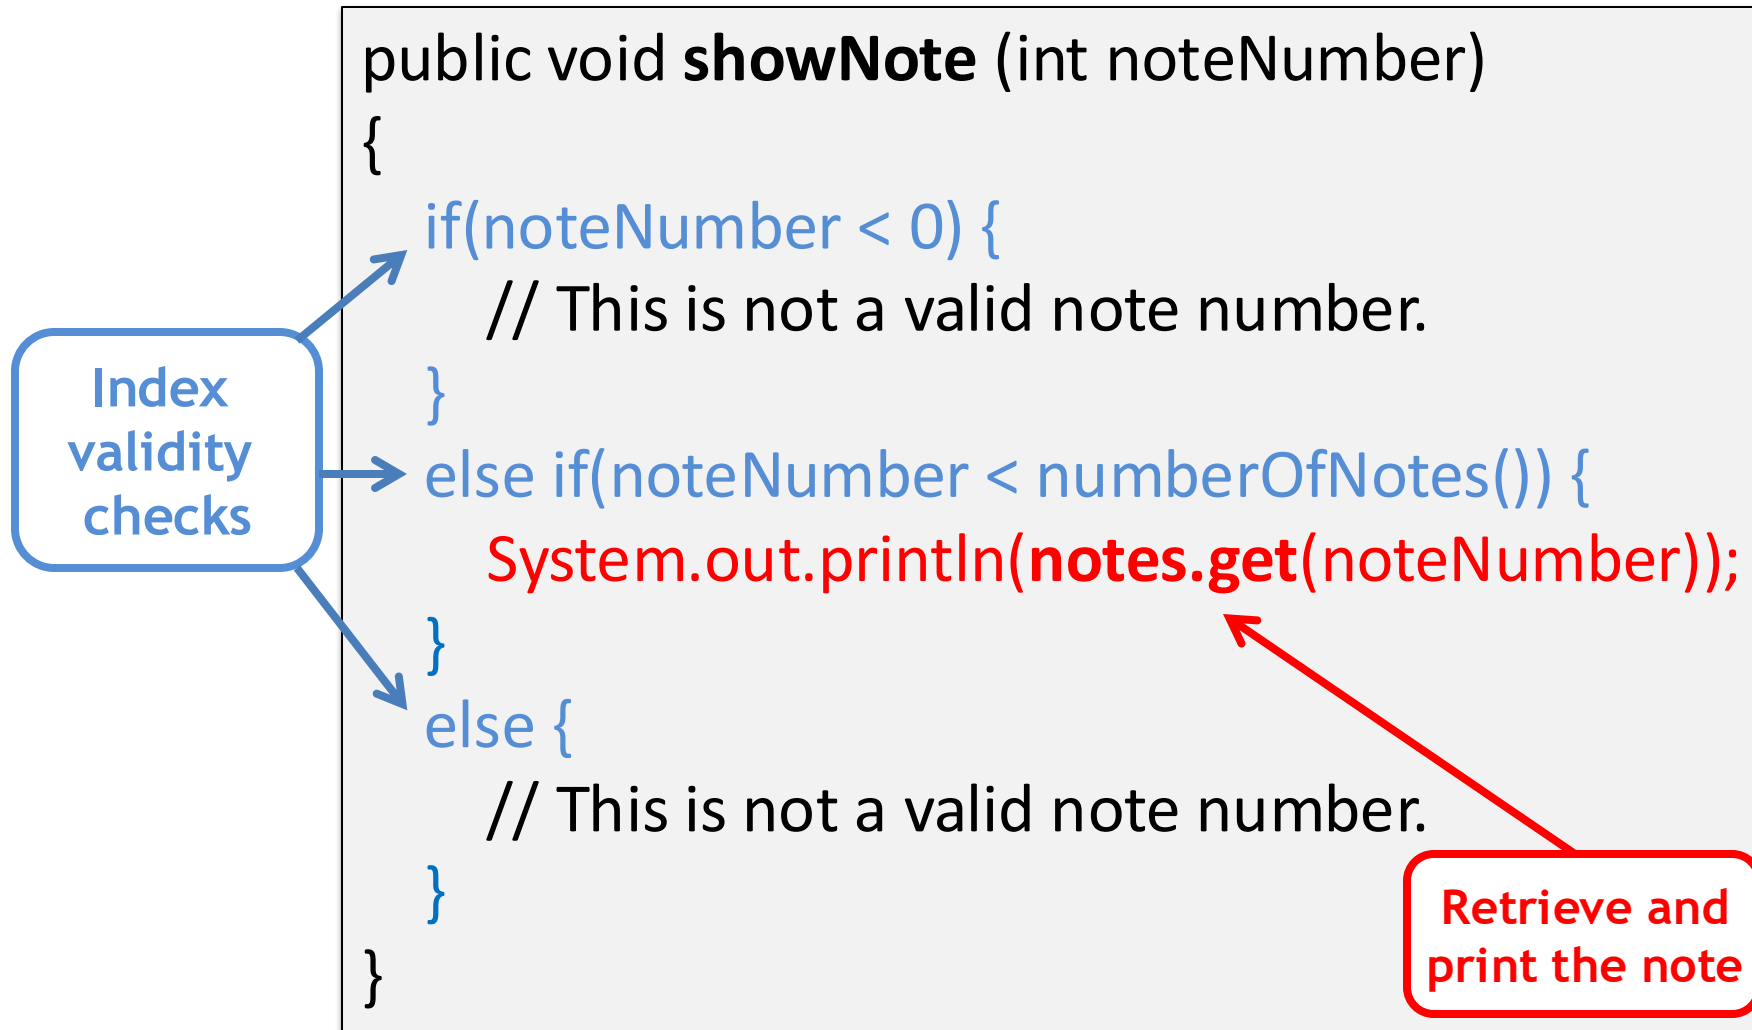 public void showNote (int noteNumber)
{
if(noteNumber < 0) {
// This is not a valid note number.
}
else if(noteNumber < numberOfNotes()) {
System.out.println(notes.get(noteNumber));
}
else {
// This is not a valid note number.
}
}
Index
validity
checks
Retrieve and
print the note